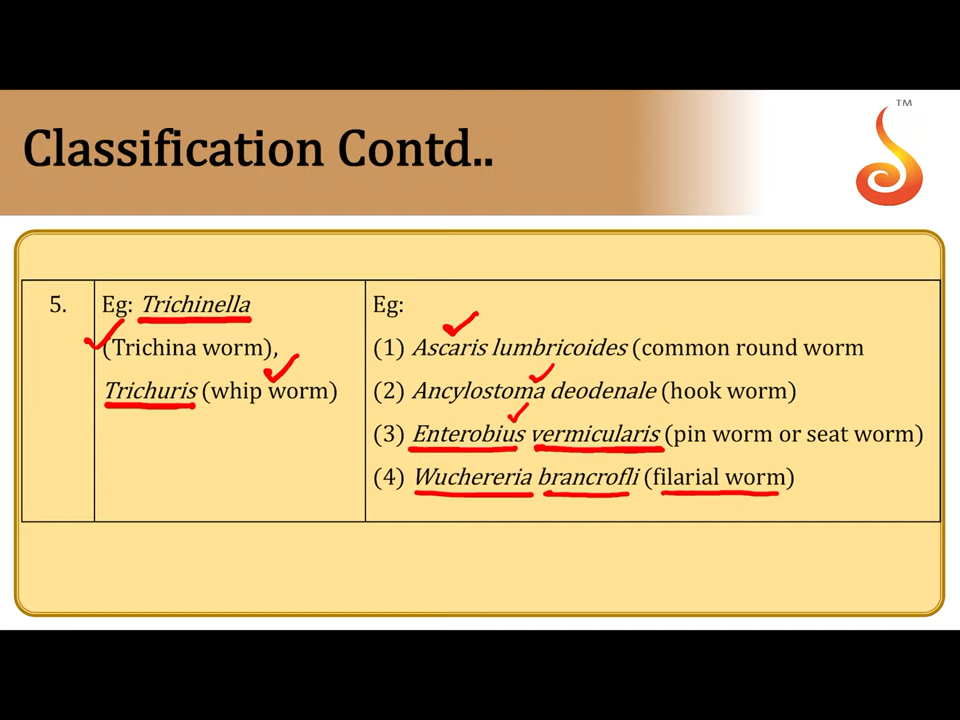 TM
Classification Contd..
5.
Eg: Trichinella
(Trichina worm),
Trichuris (whip worm)
Eg:
(1) Ascaris lumbricoides (common round worm
(2) Ancylostoma deodenale (hook worm)
(3) Enterobius vermicularis (pin worm or seat worm)
(4) Wuchereria brancrofli (filarial worm)